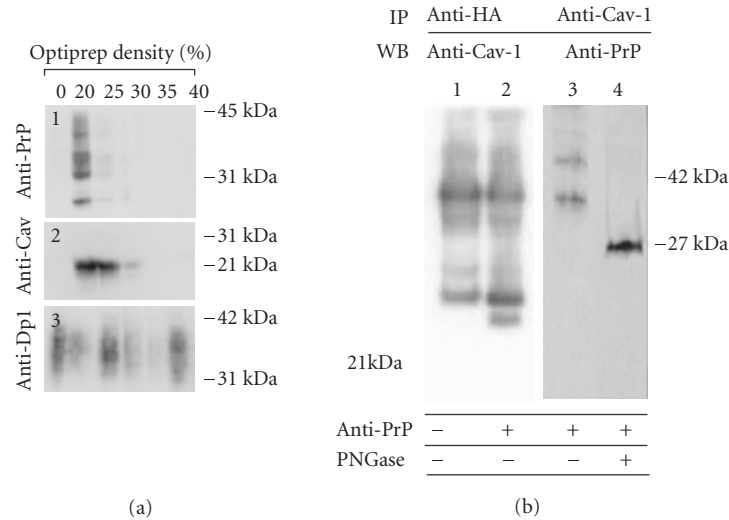 Optiprep density (%)
0 20 25 30 35 40
Anti-PrP
1
−45 kDa
−31 kDa
Anti-Cav
2
−31 kDa
−21 kDa
Anti-Dpl
3
−42 kDa
−31 kDa
(a)
IP Anti-HA Anti-Cav-1
WB Anti-Cav-1 Anti-PrP
1 2 3 4
−42 kDa
−27 kDa
21kDa
Anti-PrP − + + +
PNGase − − − +
(b)